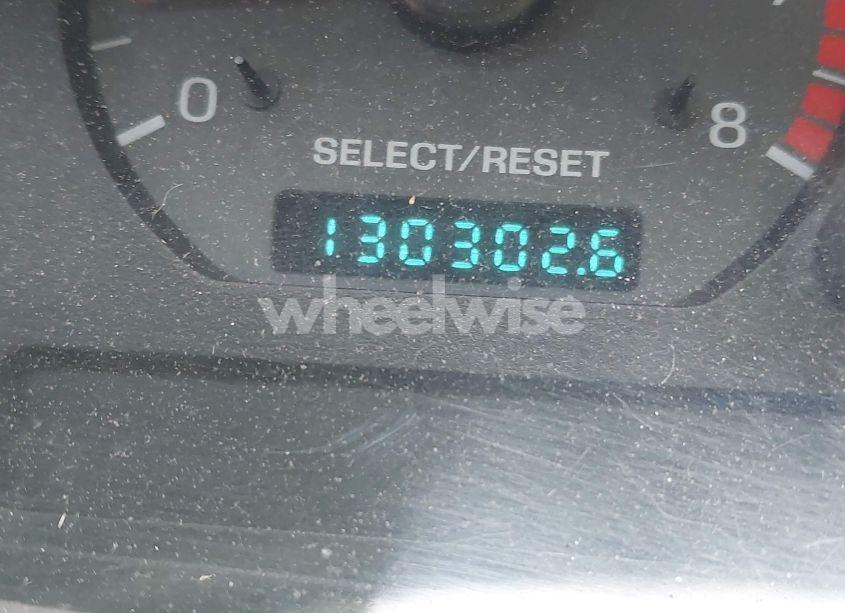 0
8
SELECT/RESET
130302.6
wheelwise